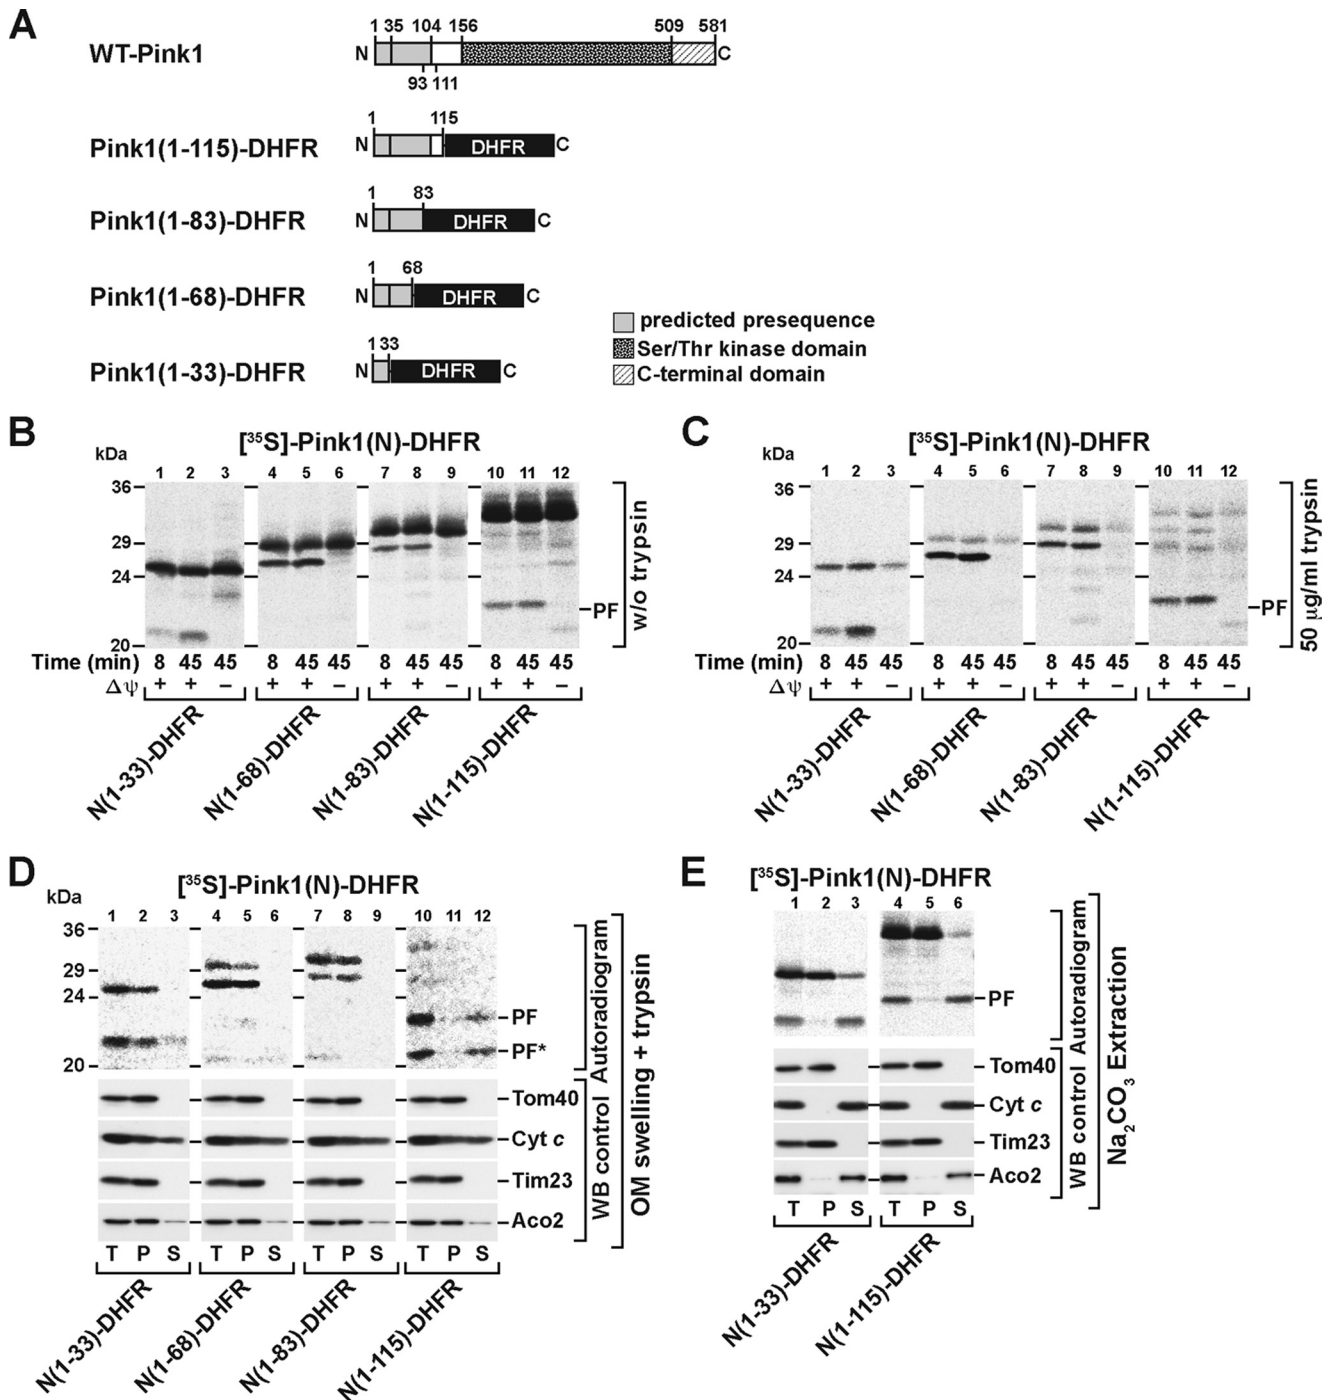 A
1 35 104 156 509 581
WT-Pink1
N C
93 111
1 115
Pink1(1-115)-DHFR
N DHFR C
1 83
Pink1(1-83)-DHFR
N DHFR C
1 68
Pink1(1-68)-DHFR
N DHFR C
1 33
Pink1(1-33)-DHFR
N DHFR C
predicted presequence
Ser/Thr kinase domain
C-terminal domain
B
[³⁵S]-Pink1(N)-DHFR
kDa
1 2 3 4 5 6 7 8 9 10 11 12
36
29
24
20
PF
w/o trypsin
Time (min) 8 45 45 8 45 45 8 45 45 8 45 45
Δψ + + – + + – + + – + + –
N(1-33)-DHFR
N(1-68)-DHFR
N(1-83)-DHFR
N(1-115)-DHFR
C
[³⁵S]-Pink1(N)-DHFR
kDa
1 2 3 4 5 6 7 8 9 10 11 12
36
29
24
20
PF
50 µg/ml trypsin
Time (min) 8 45 45 8 45 45 8 45 45 8 45 45
Δψ + + – + + – + + – + + –
N(1-33)-DHFR
N(1-68)-DHFR
N(1-83)-DHFR
N(1-115)-DHFR
D
[³⁵S]-Pink1(N)-DHFR
kDa
1 2 3 4 5 6 7 8 9 10 11 12
36
29
24
20
PF
PF*
Tom40
Cyt c
Tim23
Aco2
Autoradiogram
WB control
OM swelling + trypsin
T P S T P S T P S T P S
N(1-33)-DHFR
N(1-68)-DHFR
N(1-83)-DHFR
N(1-115)-DHFR
E
[³⁵S]-Pink1(N)-DHFR
1 2 3 4 5 6
PF
Tom40
Cyt c
Tim23
Aco2
Autoradiogram
WB control
Na₂CO₃ Extraction
T P S T P S
N(1-33)-DHFR
N(1-115)-DHFR